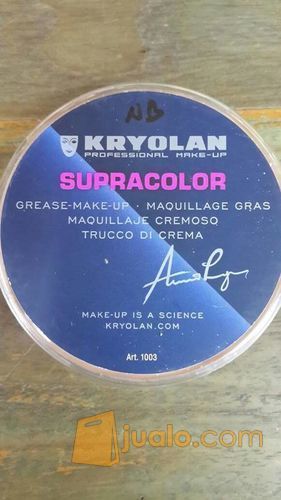 NB
KRYOLAN
PROFESSIONAL MAKE-UP
SUPRACOLOR
GREASE-MAKE-UP · MAQUILLAGE GRAS
MAQUILLAJE CREMOSO
TRUCCO DI CREMA
MAKE-UP IS A SCIENCE
KRYOLAN.COM
Art. 1003
jualo.com